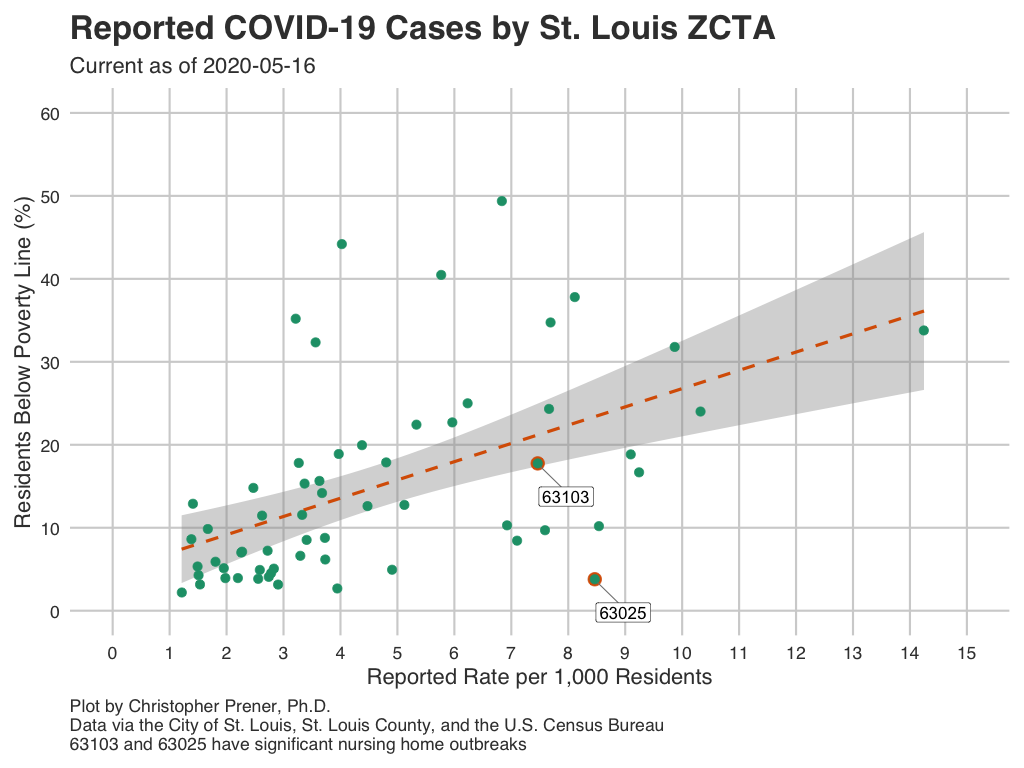 Reported COVID-19 Cases by St. Louis ZCTA
Current as of 2020-05-16
60
50
40
30
20
10
0
Residents Below Poverty Line (%)
63103
63025
0 1 2 3 4 5 6 7 8 9 10 11 12 13 14 15
Reported Rate per 1,000 Residents
Plot by Christopher Prener, Ph.D.
Data via the City of St. Louis, St. Louis County, and the U.S. Census Bureau
63103 and 63025 have significant nursing home outbreaks